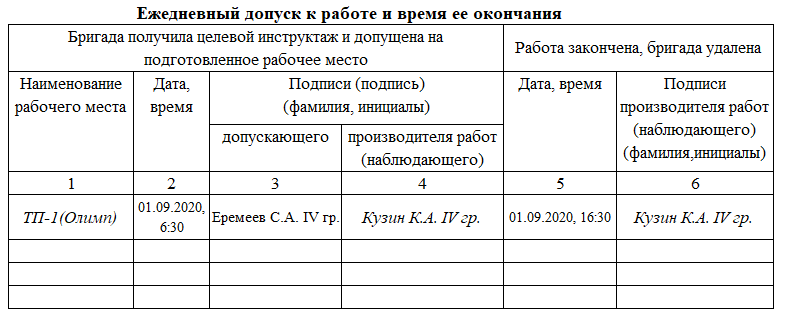 Ежедневный допуск к работе и время ее окончания
Бригада получила целевой инструктаж и допущена на
подготовленное рабочее место
Работа закончена, бригада удалена
Наименование
рабочего места
Дата,
время
Подписи (подпись)
(фамилия, инициалы)
допускающего
производителя работ
(наблюдающего)
Дата, время
Подписи
производителя работ
(наблюдающего)
(фамилия,инициалы)
1 2 3 4 5 6
ТП-1(Олимп)
01.09.2020,
6:30
Еремеев С.А. IV гр.
Кузин К.А. IV гр.
01.09.2020, 16:30
Кузин К.А. IV гр.